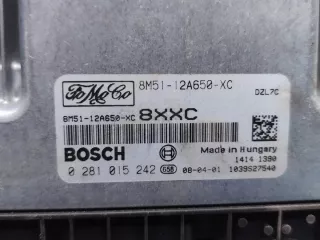 FoMoCo 8M51-12A650-XC
DZL7C
8M51-12A650-XC 8XXC
BOSCH Made in Hungary
1414 1390
0 281 015 242 G5B 08-04-01 1039S27540